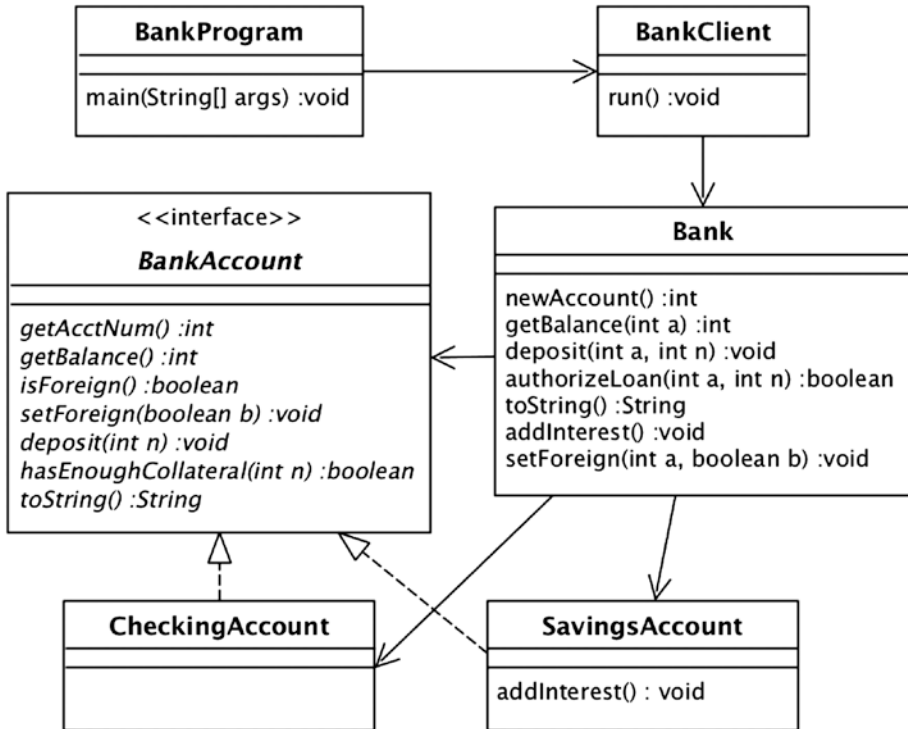 BankProgram
main(String[] args) :void
BankClient
run() :void
<<interface>>
BankAccount
getAcctNum() :int
getBalance() :int
isForeign() :boolean
setForeign(boolean b) :void
deposit(int n) :void
hasEnoughCollateral(int n) :boolean
toString() :String
Bank
newAccount() :int
getBalance(int a) :int
deposit(int a, int n) :void
authorizeLoan(int a, int n) :boolean
toString() :String
addInterest() :void
setForeign(int a, boolean b) :void
CheckingAccount
SavingsAccount
addInterest() : void